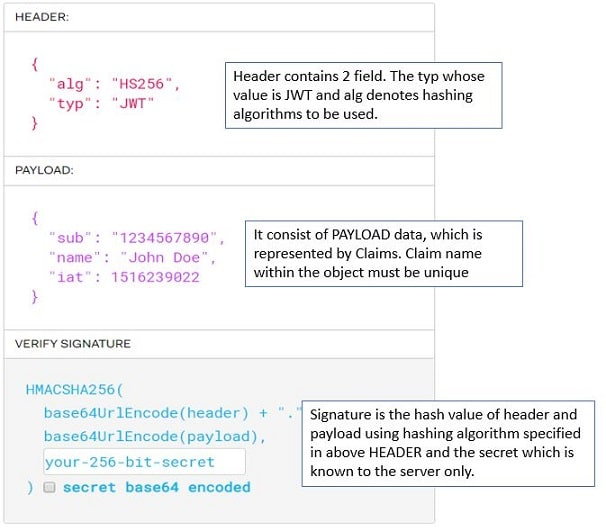 HEADER:
{
"alg": "HS256",
"typ": "JWT"
}
Header contains 2 field. The typ whose
value is JWT and alg denotes hashing
algorithms to be used.
PAYLOAD:
{
"sub": "1234567890",
"name": "John Doe",
"iat": 1516239022
}
It consist of PAYLOAD data, which is
represented by Claims. Claim name
within the object must be unique
VERIFY SIGNATURE
HMACSHA256(
base64UrlEncode(header) + "."
base64UrlEncode(payload),
your-256-bit-secret
) secret base64 encoded
Signature is the hash value of header and
payload using hashing algorithm specified
in above HEADER and the secret which is
known to the server only.